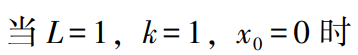 当 L=1, k=1, x₀=0 时